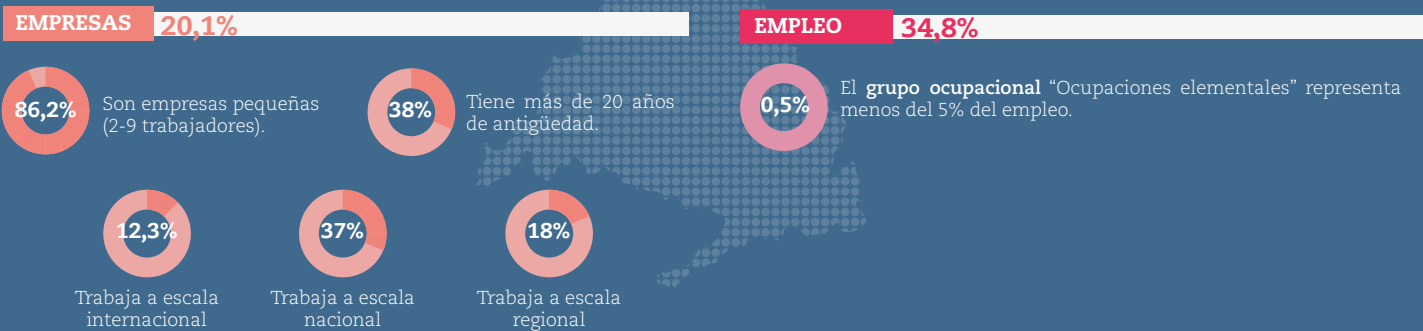 EMPRESAS 20,1%
EMPLEO 34,8%
86,2%
Son empresas pequeñas
(2-9 trabajadores).
38%
Tiene más de 20 años
de antigüedad.
0,5%
El grupo ocupacional “Ocupaciones elementales” representa
menos del 5% del empleo.
12,3%
Trabaja a escala
internacional
37%
Trabaja a escala
nacional
18%
Trabaja a escala
regional